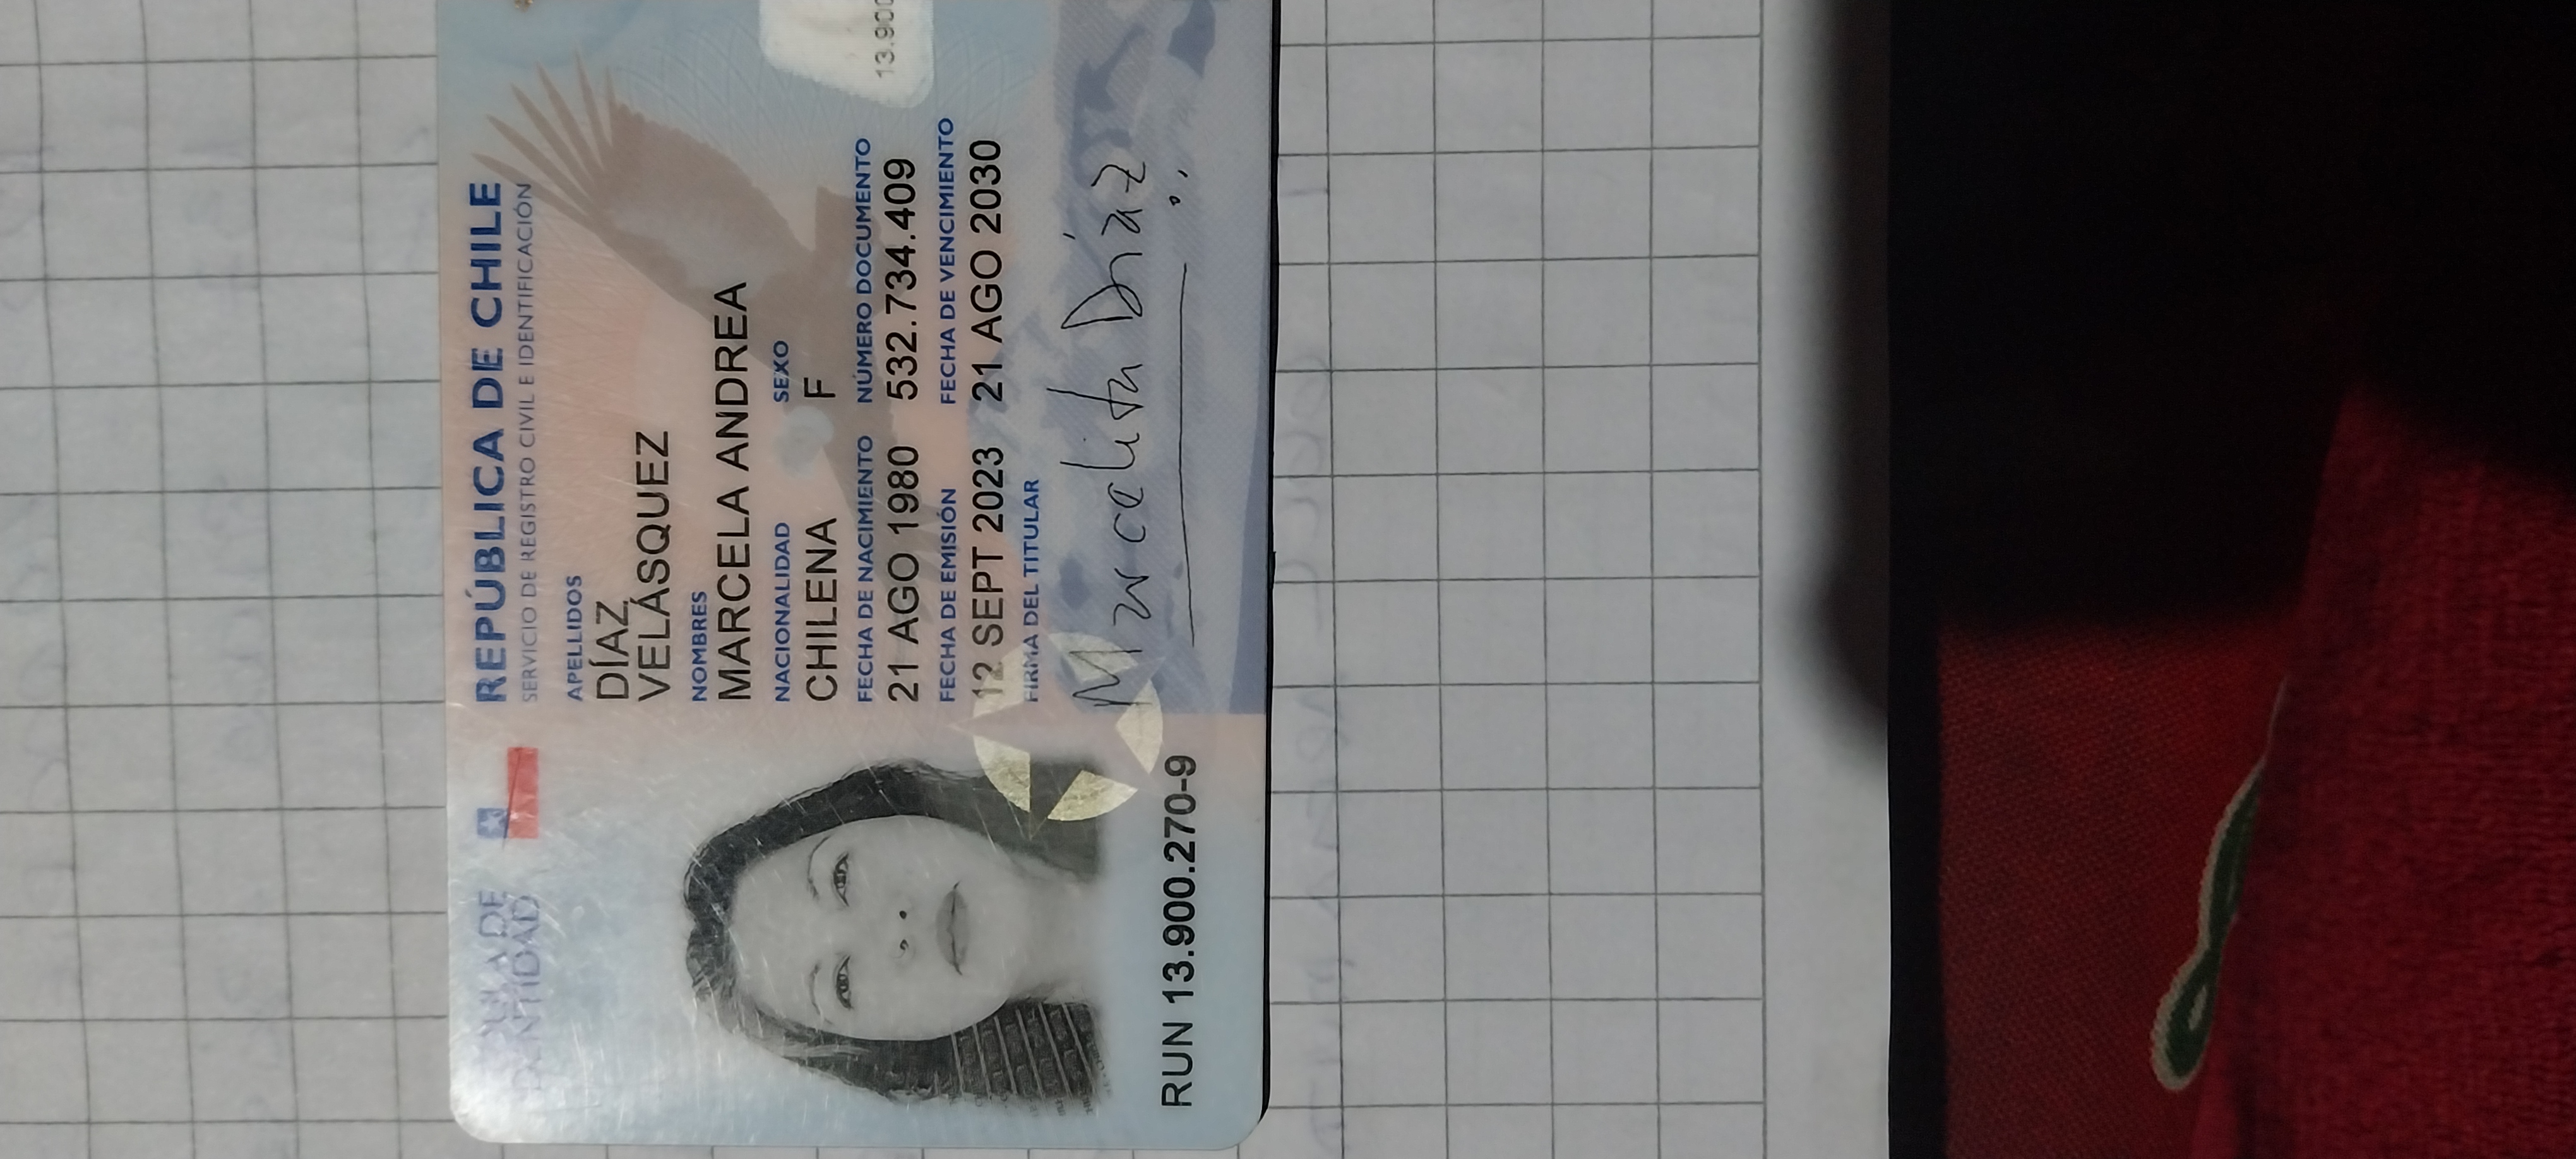 DE
IDENTIDAD
REPÚBLICA DE CHILE
SERVICIO DE REGISTRO CIVIL E IDENTIFICACIÓN
APELLIDOS
DÍAZ
VELÁSQUEZ
NOMBRES
MARCELA ANDREA
NACIONALIDAD SEXO
CHILENA F
FECHA DE NACIMIENTO NÚMERO DOCUMENTO
21 AGO 1980 532.734.409
FECHA DE EMISIÓN FECHA DE VENCIMIENTO
12 SEPT 2023 21 AGO 2030
FIRMA DEL TITULAR
Marcelita Díaz
RUN 13.900.270-9
13.900